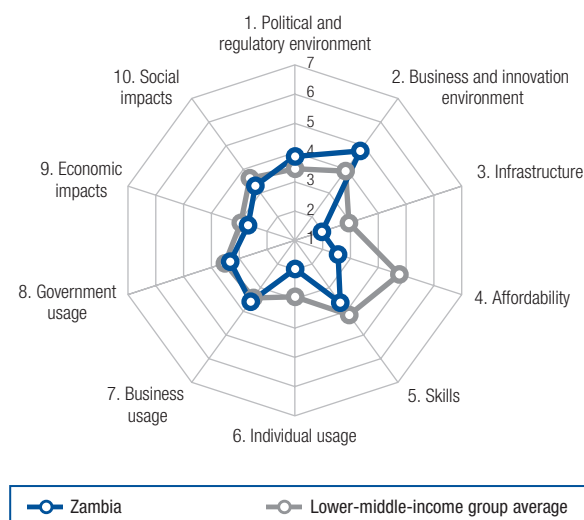 1. Political and
regulatory environment
7
6
5
4
3
2
1
2. Business and innovation
environment
3. Infrastructure
4. Affordability
5. Skills
6. Individual usage
7. Business
usage
8. Government
usage
9. Economic
impacts
10. Social
impacts
Zambia
Lower-middle-income group average